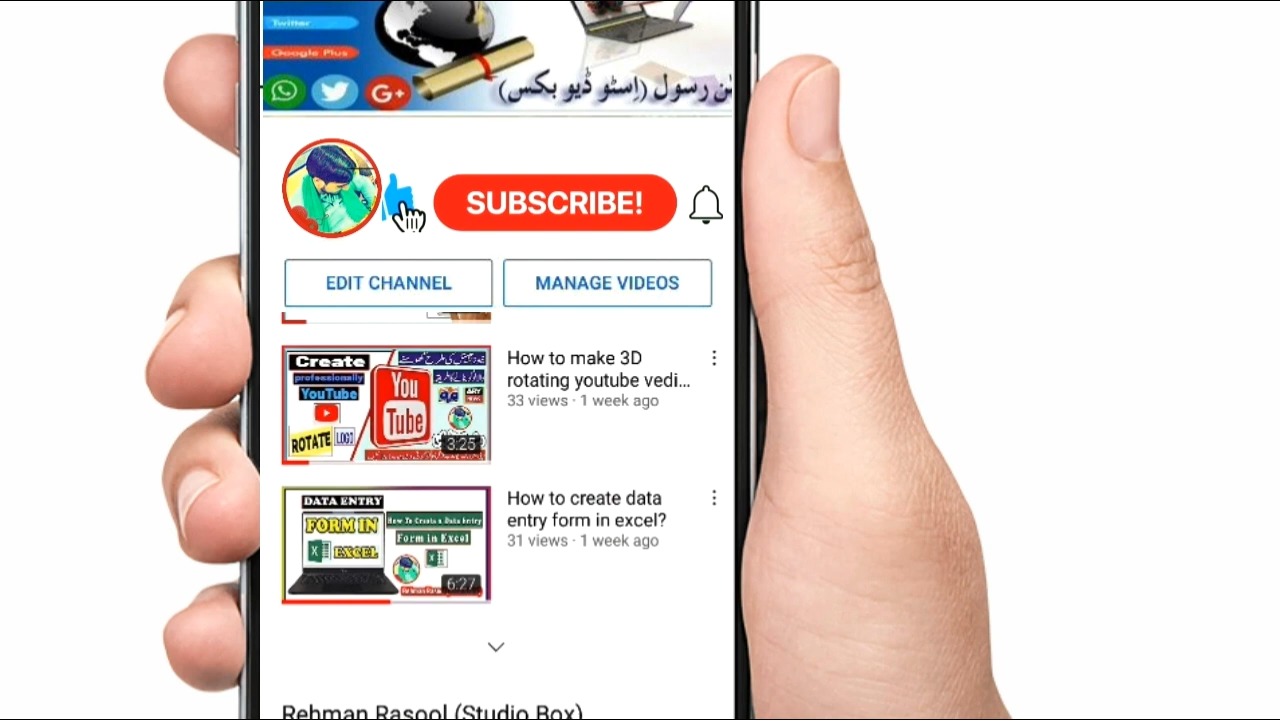 Twitter
Google Plus
G+
رسول (اِسٹو ڈیو بکس)
SUBSCRIBE!
EDIT CHANNEL
MANAGE VIDEOS
Create
professionally
YouTube
ROTATE
LOGO
You
Tube
ARY
NEWS
3:25
How to make 3D
rotating youtube vedi...
33 views · 1 week ago
DATA ENTRY
FORM IN
EXCEL
How To Create a Data Entry
Form in Excel
6:27
How to create data
entry form in excel?
31 views · 1 week ago
Rehman Rasool (Studio Box)